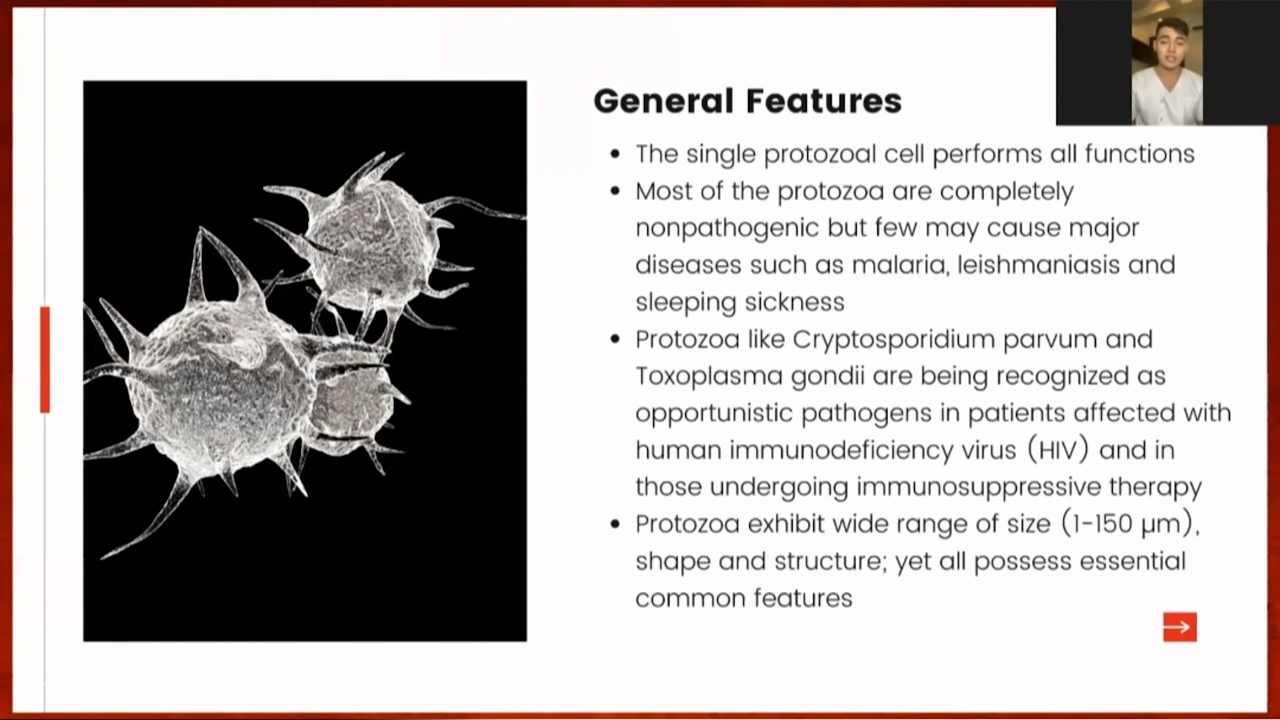 General Features
• The single protozoal cell performs all functions
• Most of the protozoa are completely
nonpathogenic but few may cause major
diseases such as malaria, leishmaniasis and
sleeping sickness
• Protozoa like Cryptosporidium parvum and
Toxoplasma gondii are being recognized as
opportunistic pathogens in patients affected with
human immunodeficiency virus (HIV) and in
those undergoing immunosuppressive therapy
• Protozoa exhibit wide range of size (1-150 µm),
shape and structure; yet all possess essential
common features